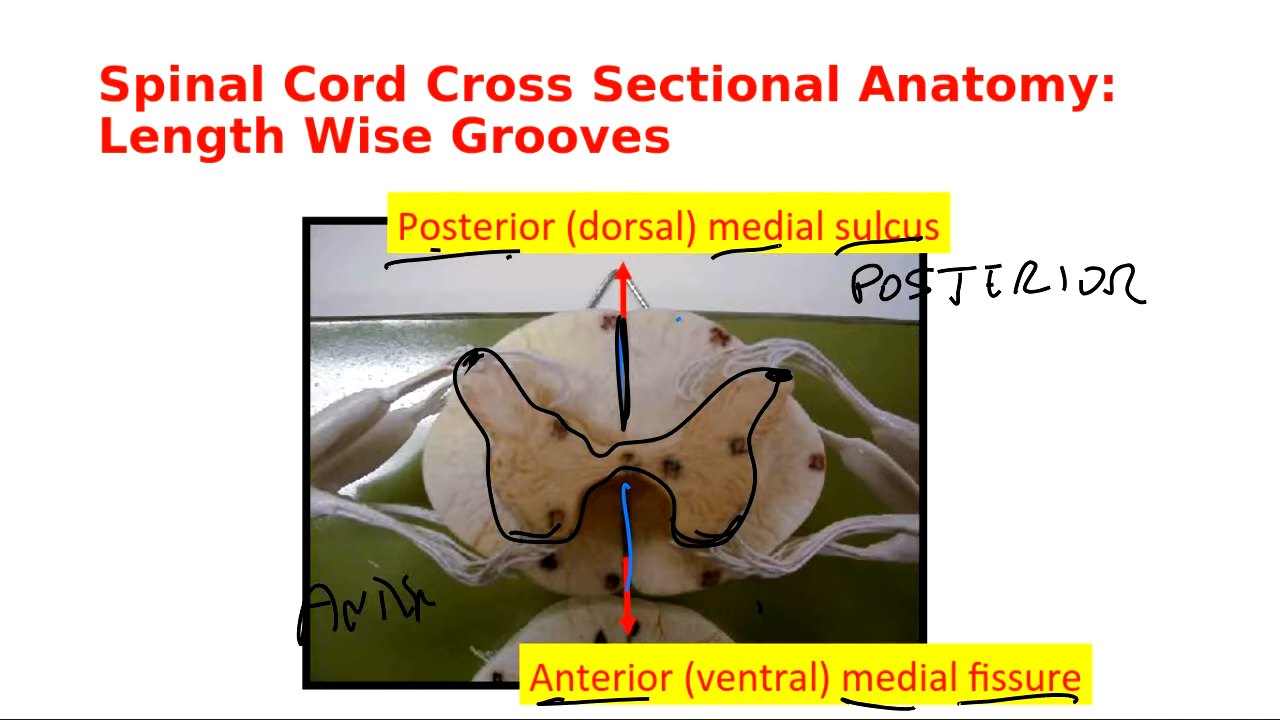 Spinal Cord Cross Sectional Anatomy:
Length Wise Grooves
Posterior (dorsal) medial sulcus
POSTERIOR
Anterior (ventral) medial fissure